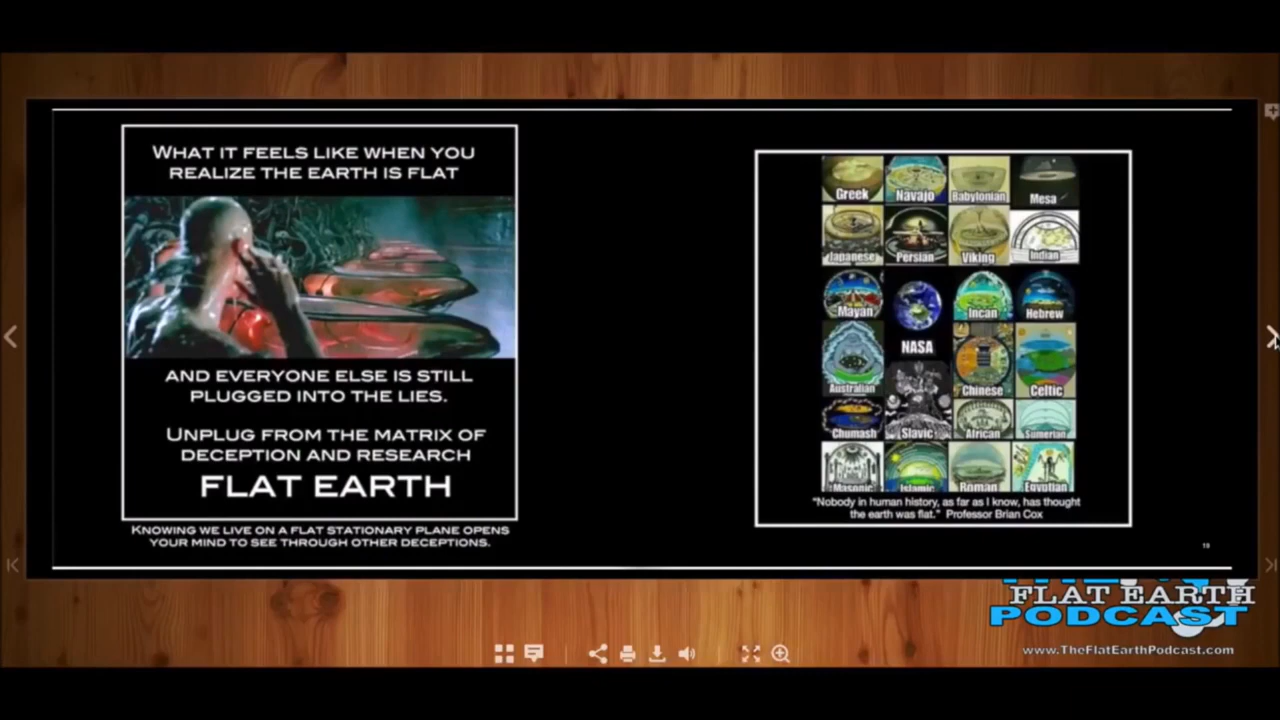 WHAT IT FEELS LIKE WHEN YOU
REALIZE THE EARTH IS FLAT
AND EVERYONE ELSE IS STILL
PLUGGED INTO THE LIES.
UNPLUG FROM THE MATRIX OF
DECEPTION AND RESEARCH
FLAT EARTH
KNOWING WE LIVE ON A FLAT STATIONARY PLANE OPENS
YOUR MIND TO SEE THROUGH OTHER DECEPTIONS.
Greek Navajo Babylonian Mesa
Japanese Persian Viking Indian
Mayan Incan Hebrew
NASA
Australian Chinese Celtic
Chumash Slavic African Sumerian
Masonic Islamic Roman Egyptian
"Nobody in human history, as far as I know, has thought
the earth was flat." Professor Brian Cox
19
FLAT EARTH
PODCAST
www.TheFlatEarthPodcast.com